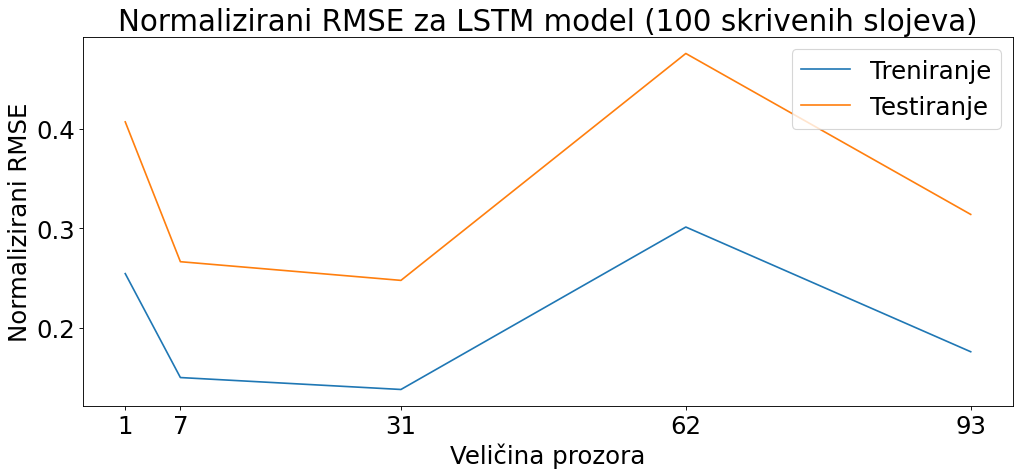 Normalizirani RMSE za LSTM model (100 skrivenih slojeva)
Treniranje
Testiranje
Normalizirani RMSE
0.4
0.3
0.2
1 7 31 62 93
Veličina prozora